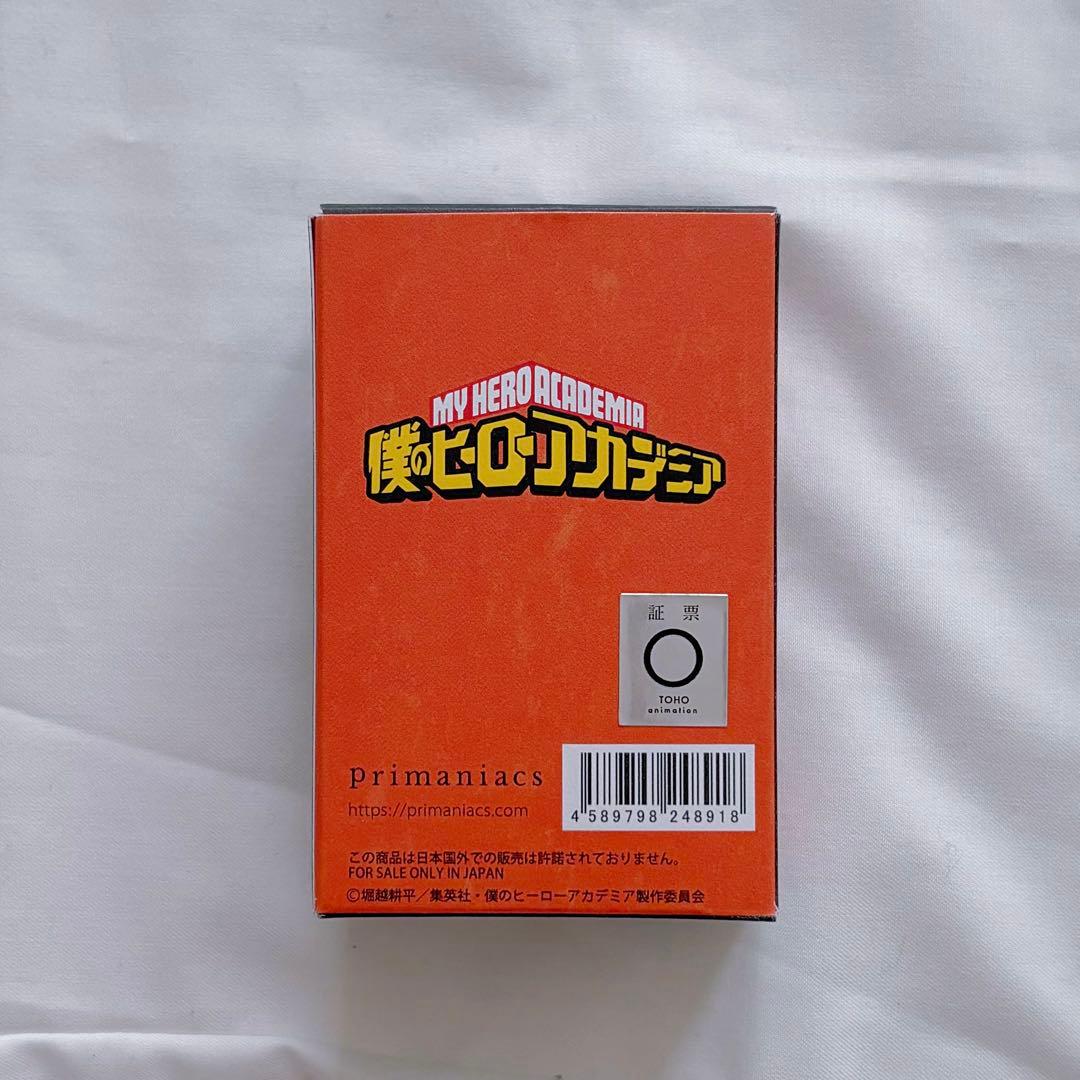 MY HERO ACADEMIA
僕のヒーローアカデミア
証 票
TOHO
animation
primaniacs
https://primaniacs.com
4 589798 248918
この商品は日本国外での販売は許諾されておりません。
FOR SALE ONLY IN JAPAN
©堀越耕平／集英社・僕のヒーローアカデミア製作委員会